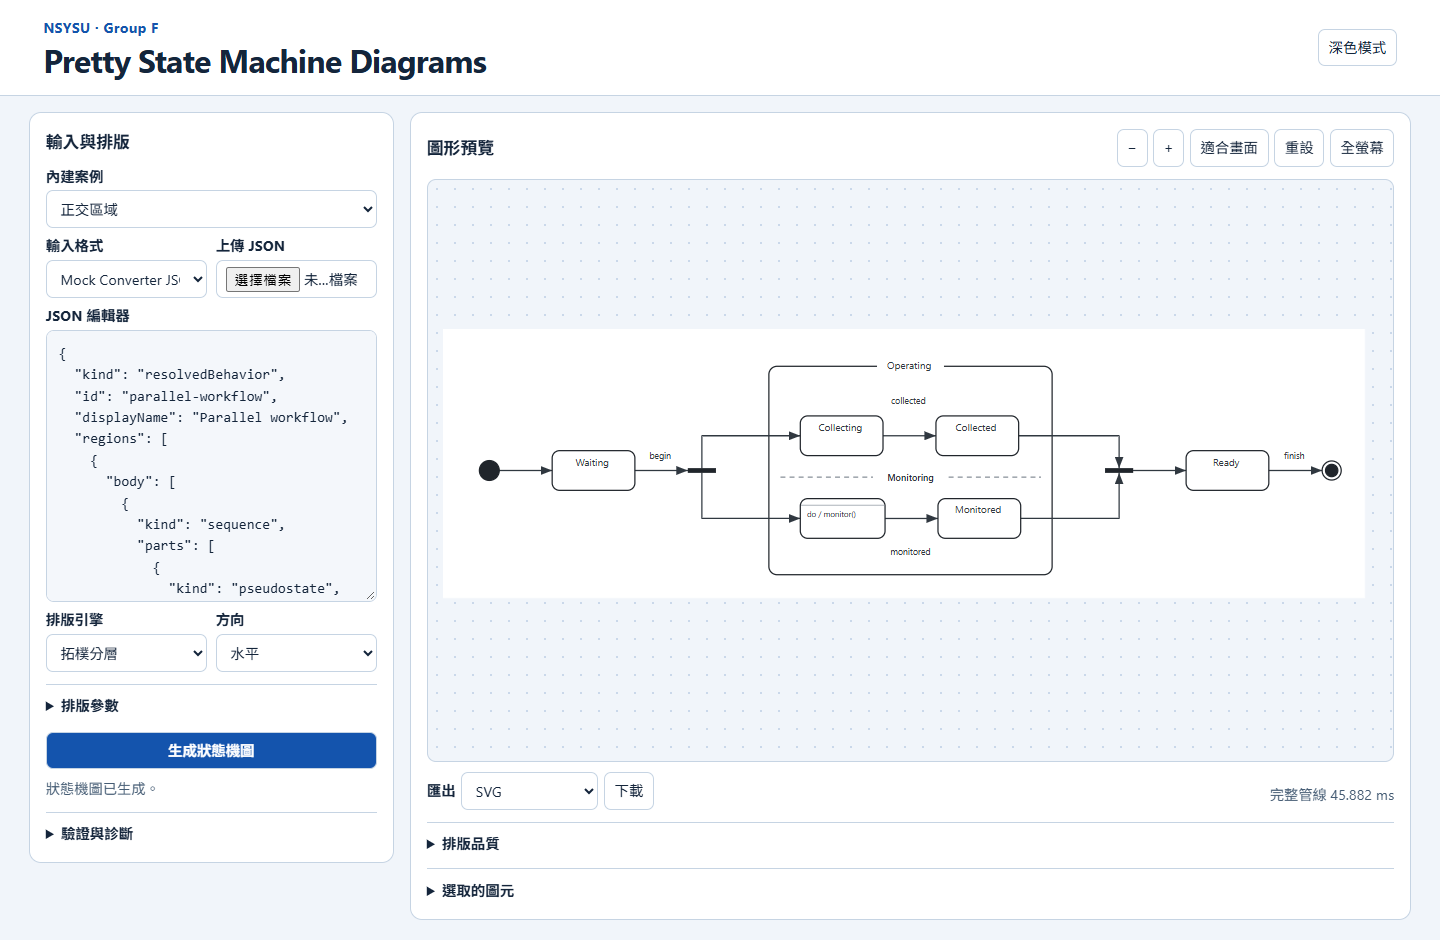 NSYSU · Group F
Pretty State Machine Diagrams
深色模式
輸入與排版
內建案例
正交區域
輸入格式
上傳 JSON
Mock Converter JS
選擇檔案 未...檔案
JSON 編輯器
{
"kind": "resolvedBehavior",
"id": "parallel-workflow",
"displayName": "Parallel workflow",
"regions": [
{
"body": [
{
"kind": "sequence",
"parts": [
{
"kind": "pseudostate",
排版引擎
方向
拓樸分層
水平
排版參數
生成狀態機圖
狀態機圖已生成。
驗證與診斷
圖形預覽
−
+
適合畫面
重設
全螢幕
Operating
collected
Collecting
Collected
Waiting
begin
Monitoring
do / monitor()
Monitored
monitored
Ready
finish
匯出
SVG
下載
完整管線 45.882 ms
排版品質
選取的圖元